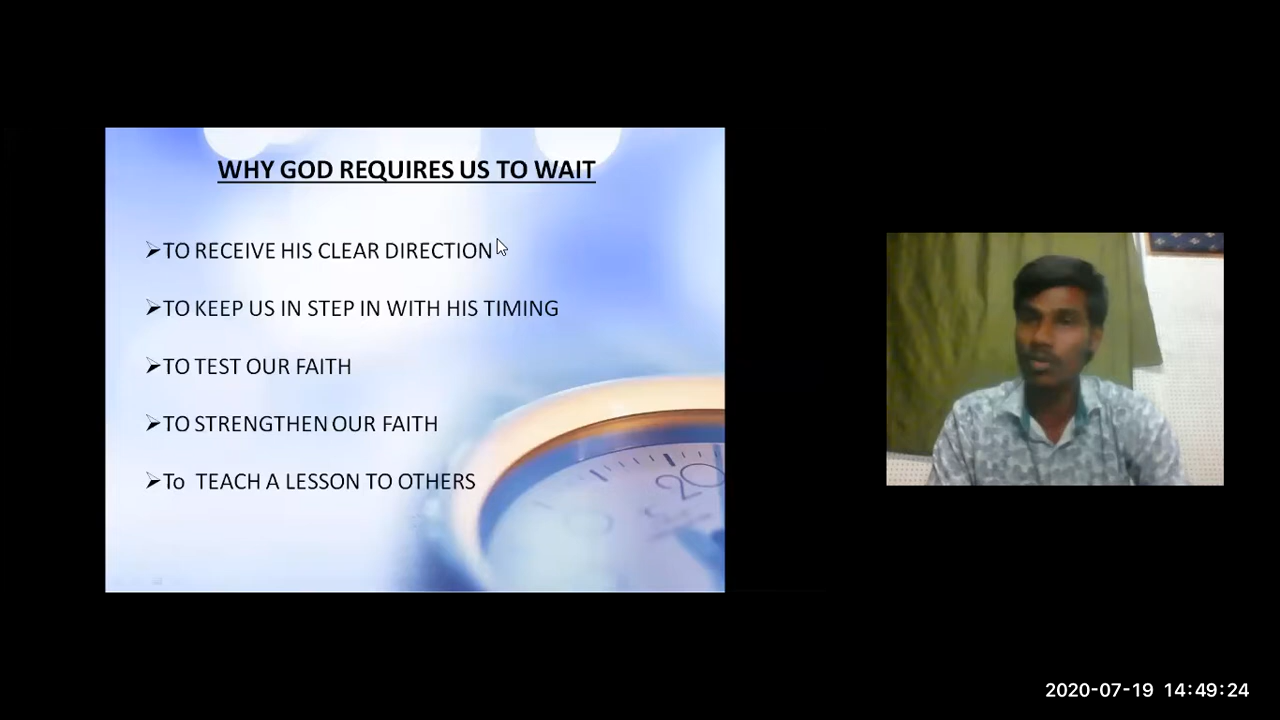 WHY GOD REQUIRES US TO WAIT
➢TO RECEIVE HIS CLEAR DIRECTION
➢TO KEEP US IN STEP IN WITH HIS TIMING
➢TO TEST OUR FAITH
➢TO STRENGTHEN OUR FAITH
➢To TEACH A LESSON TO OTHERS
20
2020-07-19 14:49:24